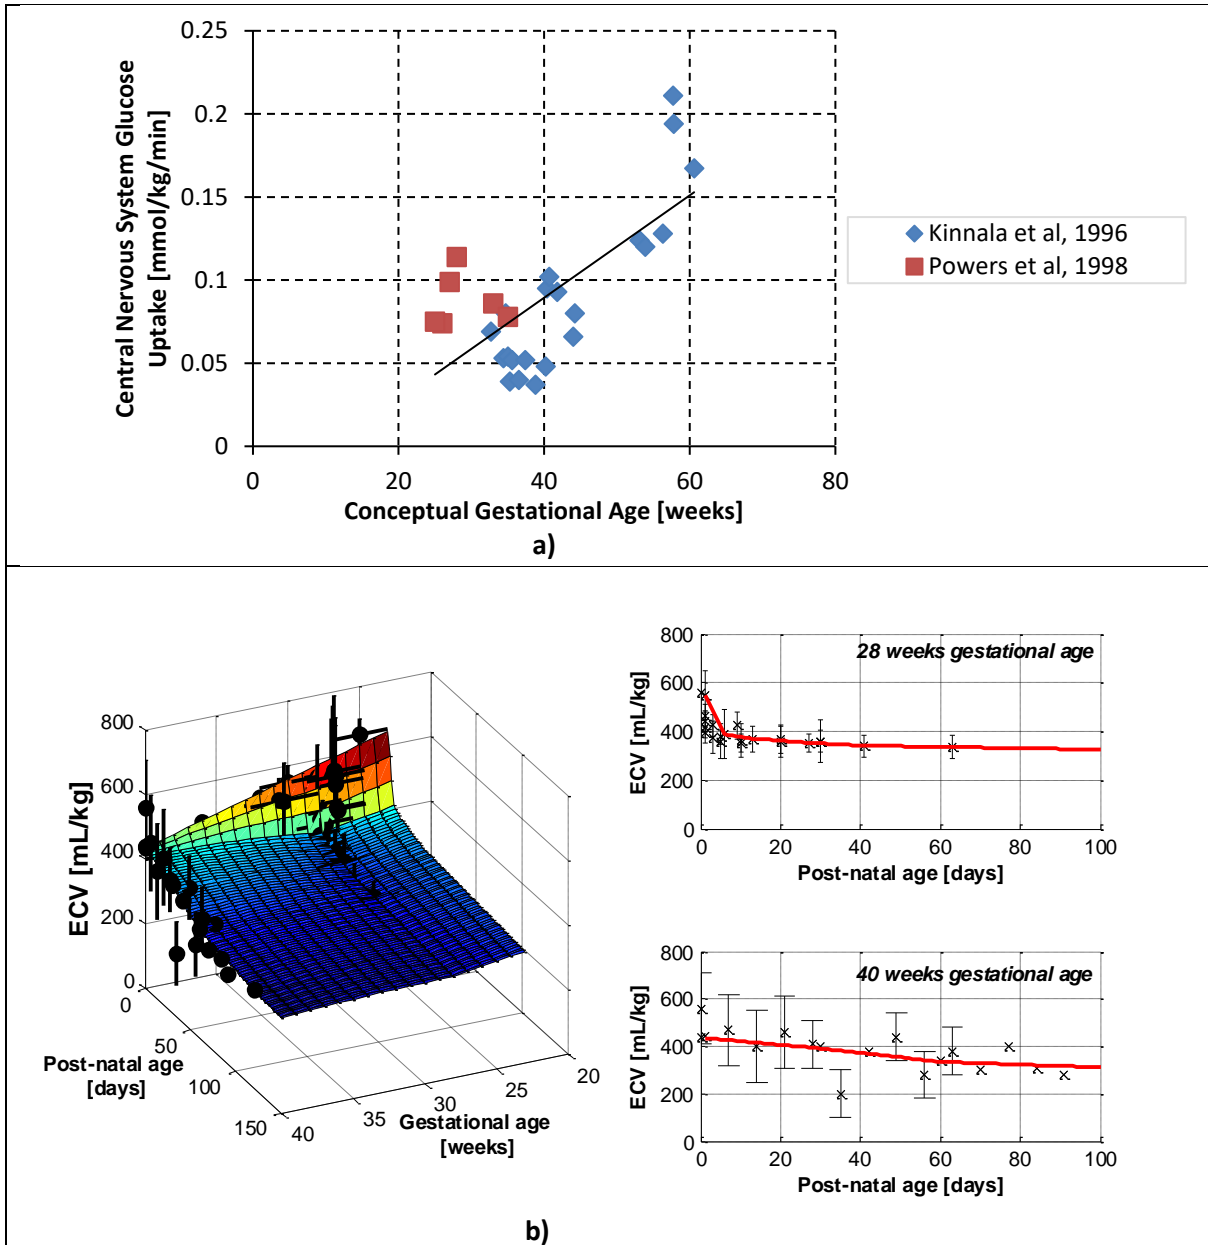 0.25
0.2
0.15
0.1
0.05
0
Central Nervous System Glucose
Uptake [mmol/kg/min]
0 20 40 60 80
Conceptual Gestational Age [weeks]
Kinnala et al, 1996
Powers et al, 1998
a)
800
600
400
200
0
ECV [mL/kg]
0
50
100
150
Post-natal age
[days]
40
35
30
25
20
Gestational age
[weeks]
800
600
400
200
0
ECV [mL/kg]
28 weeks gestational age
0 20 40 60 80 100
Post-natal age [days]
800
600
400
200
0
ECV [mL/kg]
40 weeks gestational age
0 20 40 60 80 100
Post-natal age [days]
b)